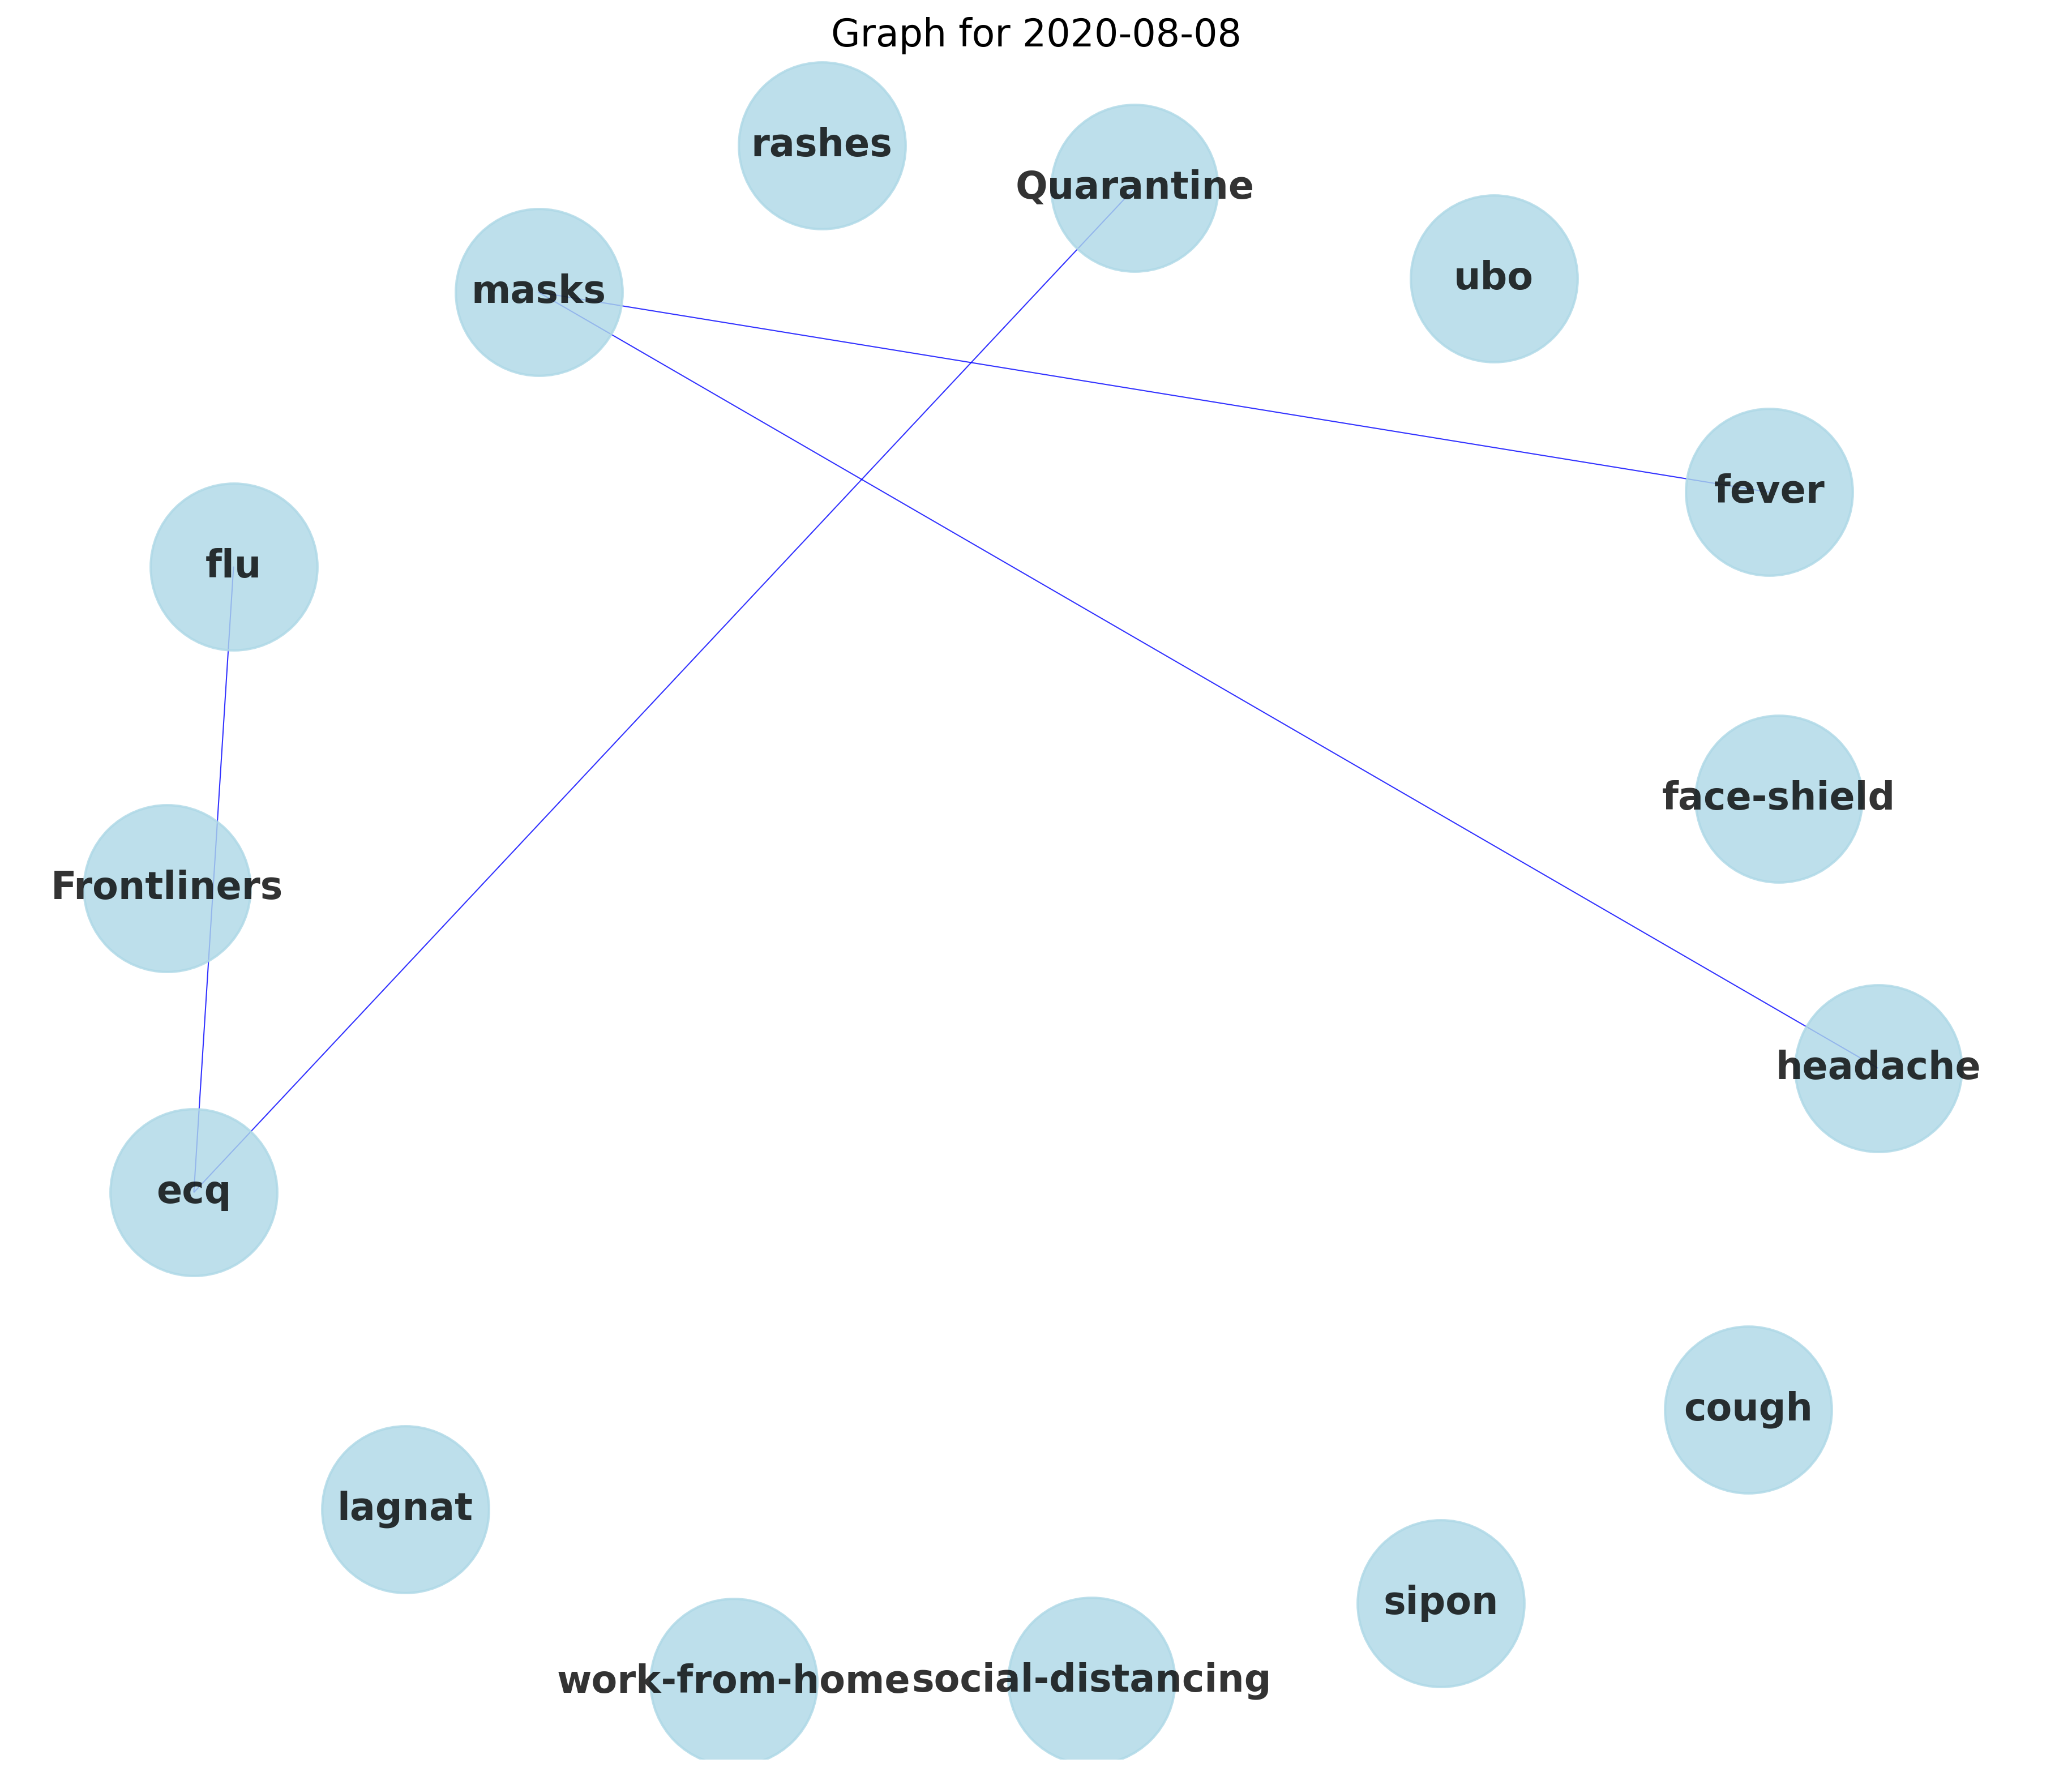 Graph for 2020-08-08
rashes
Quarantine
ubo
masks
fever
flu
face-shield
Frontliners
headache
ecq
cough
lagnat
sipon
work-from-home
social-distancing